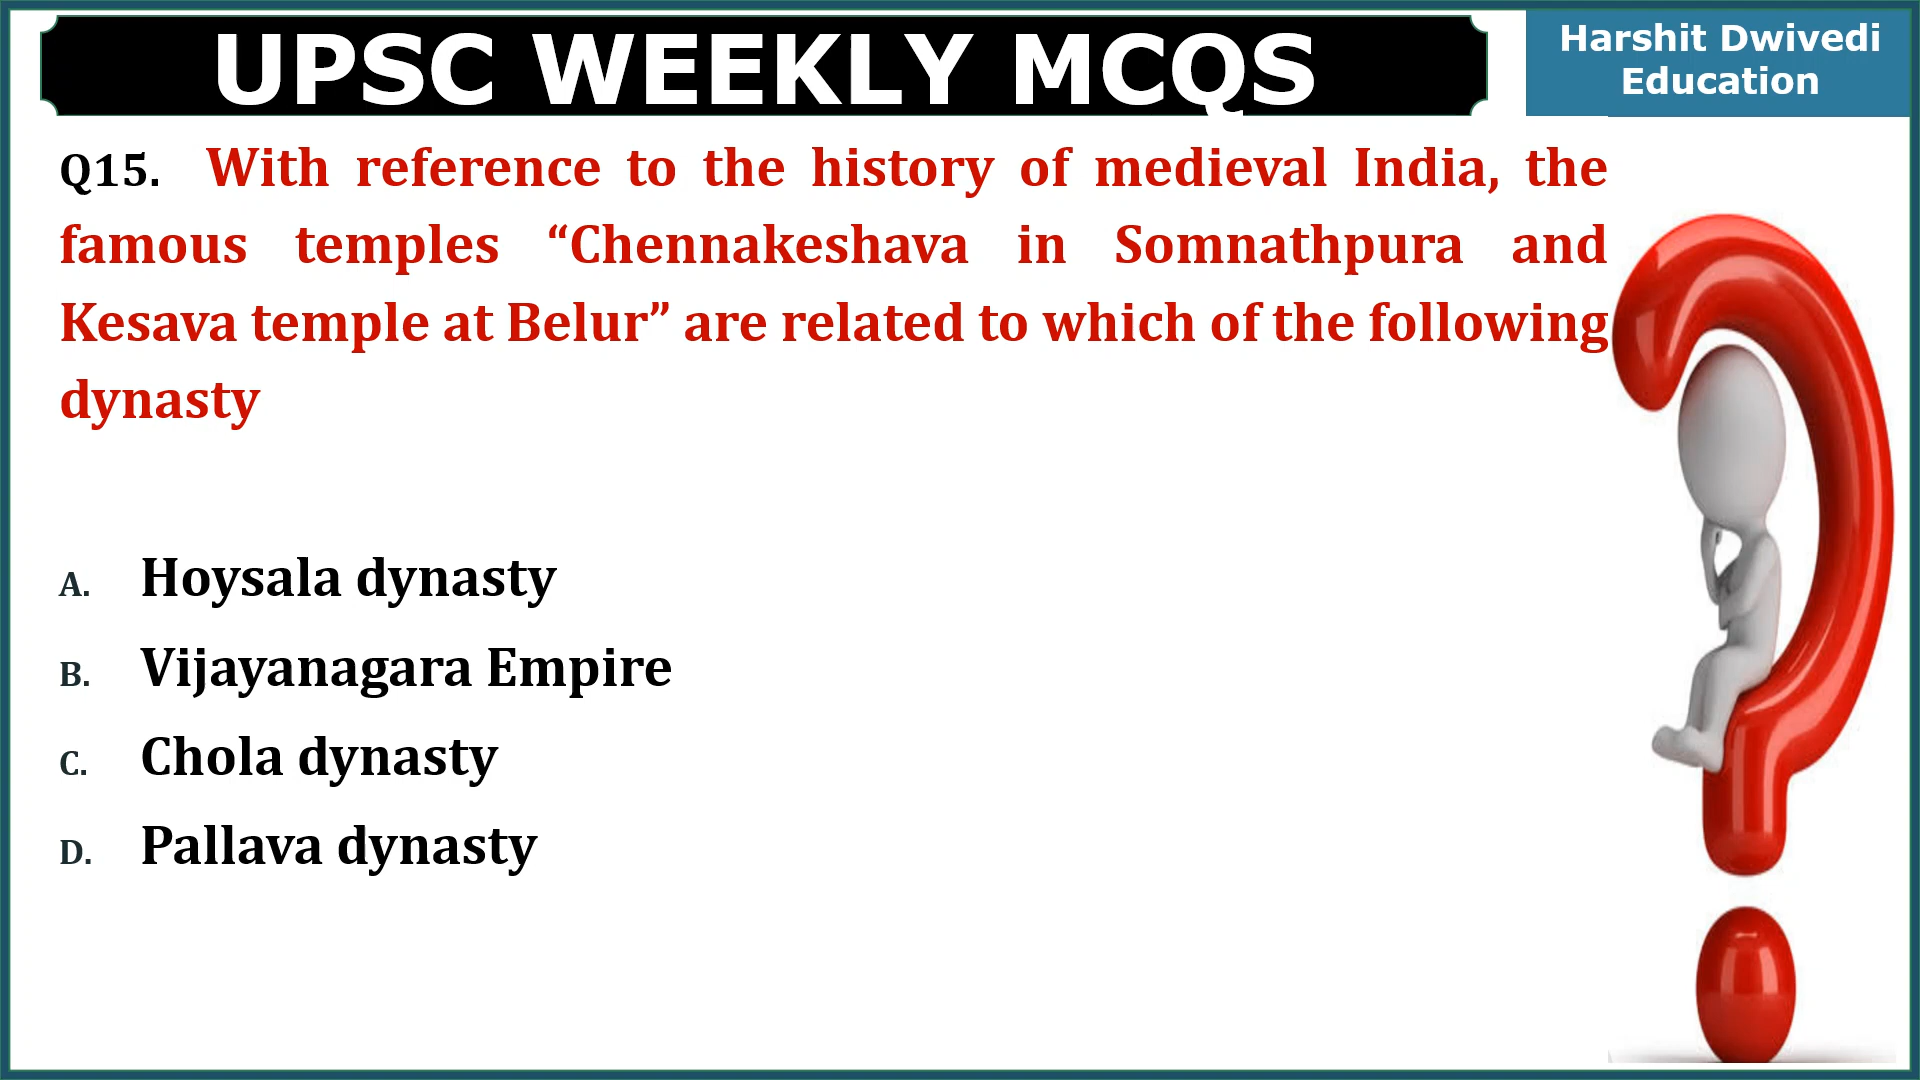 UPSC WEEKLY MCQS
Harshit Dwivedi
Education
Q15. With reference to the history of medieval India, the
famous temples “Chennakeshava in Somnathpura and
Kesava temple at Belur” are related to which of the following
dynasty
A. Hoysala dynasty
B. Vijayanagara Empire
C. Chola dynasty
D. Pallava dynasty